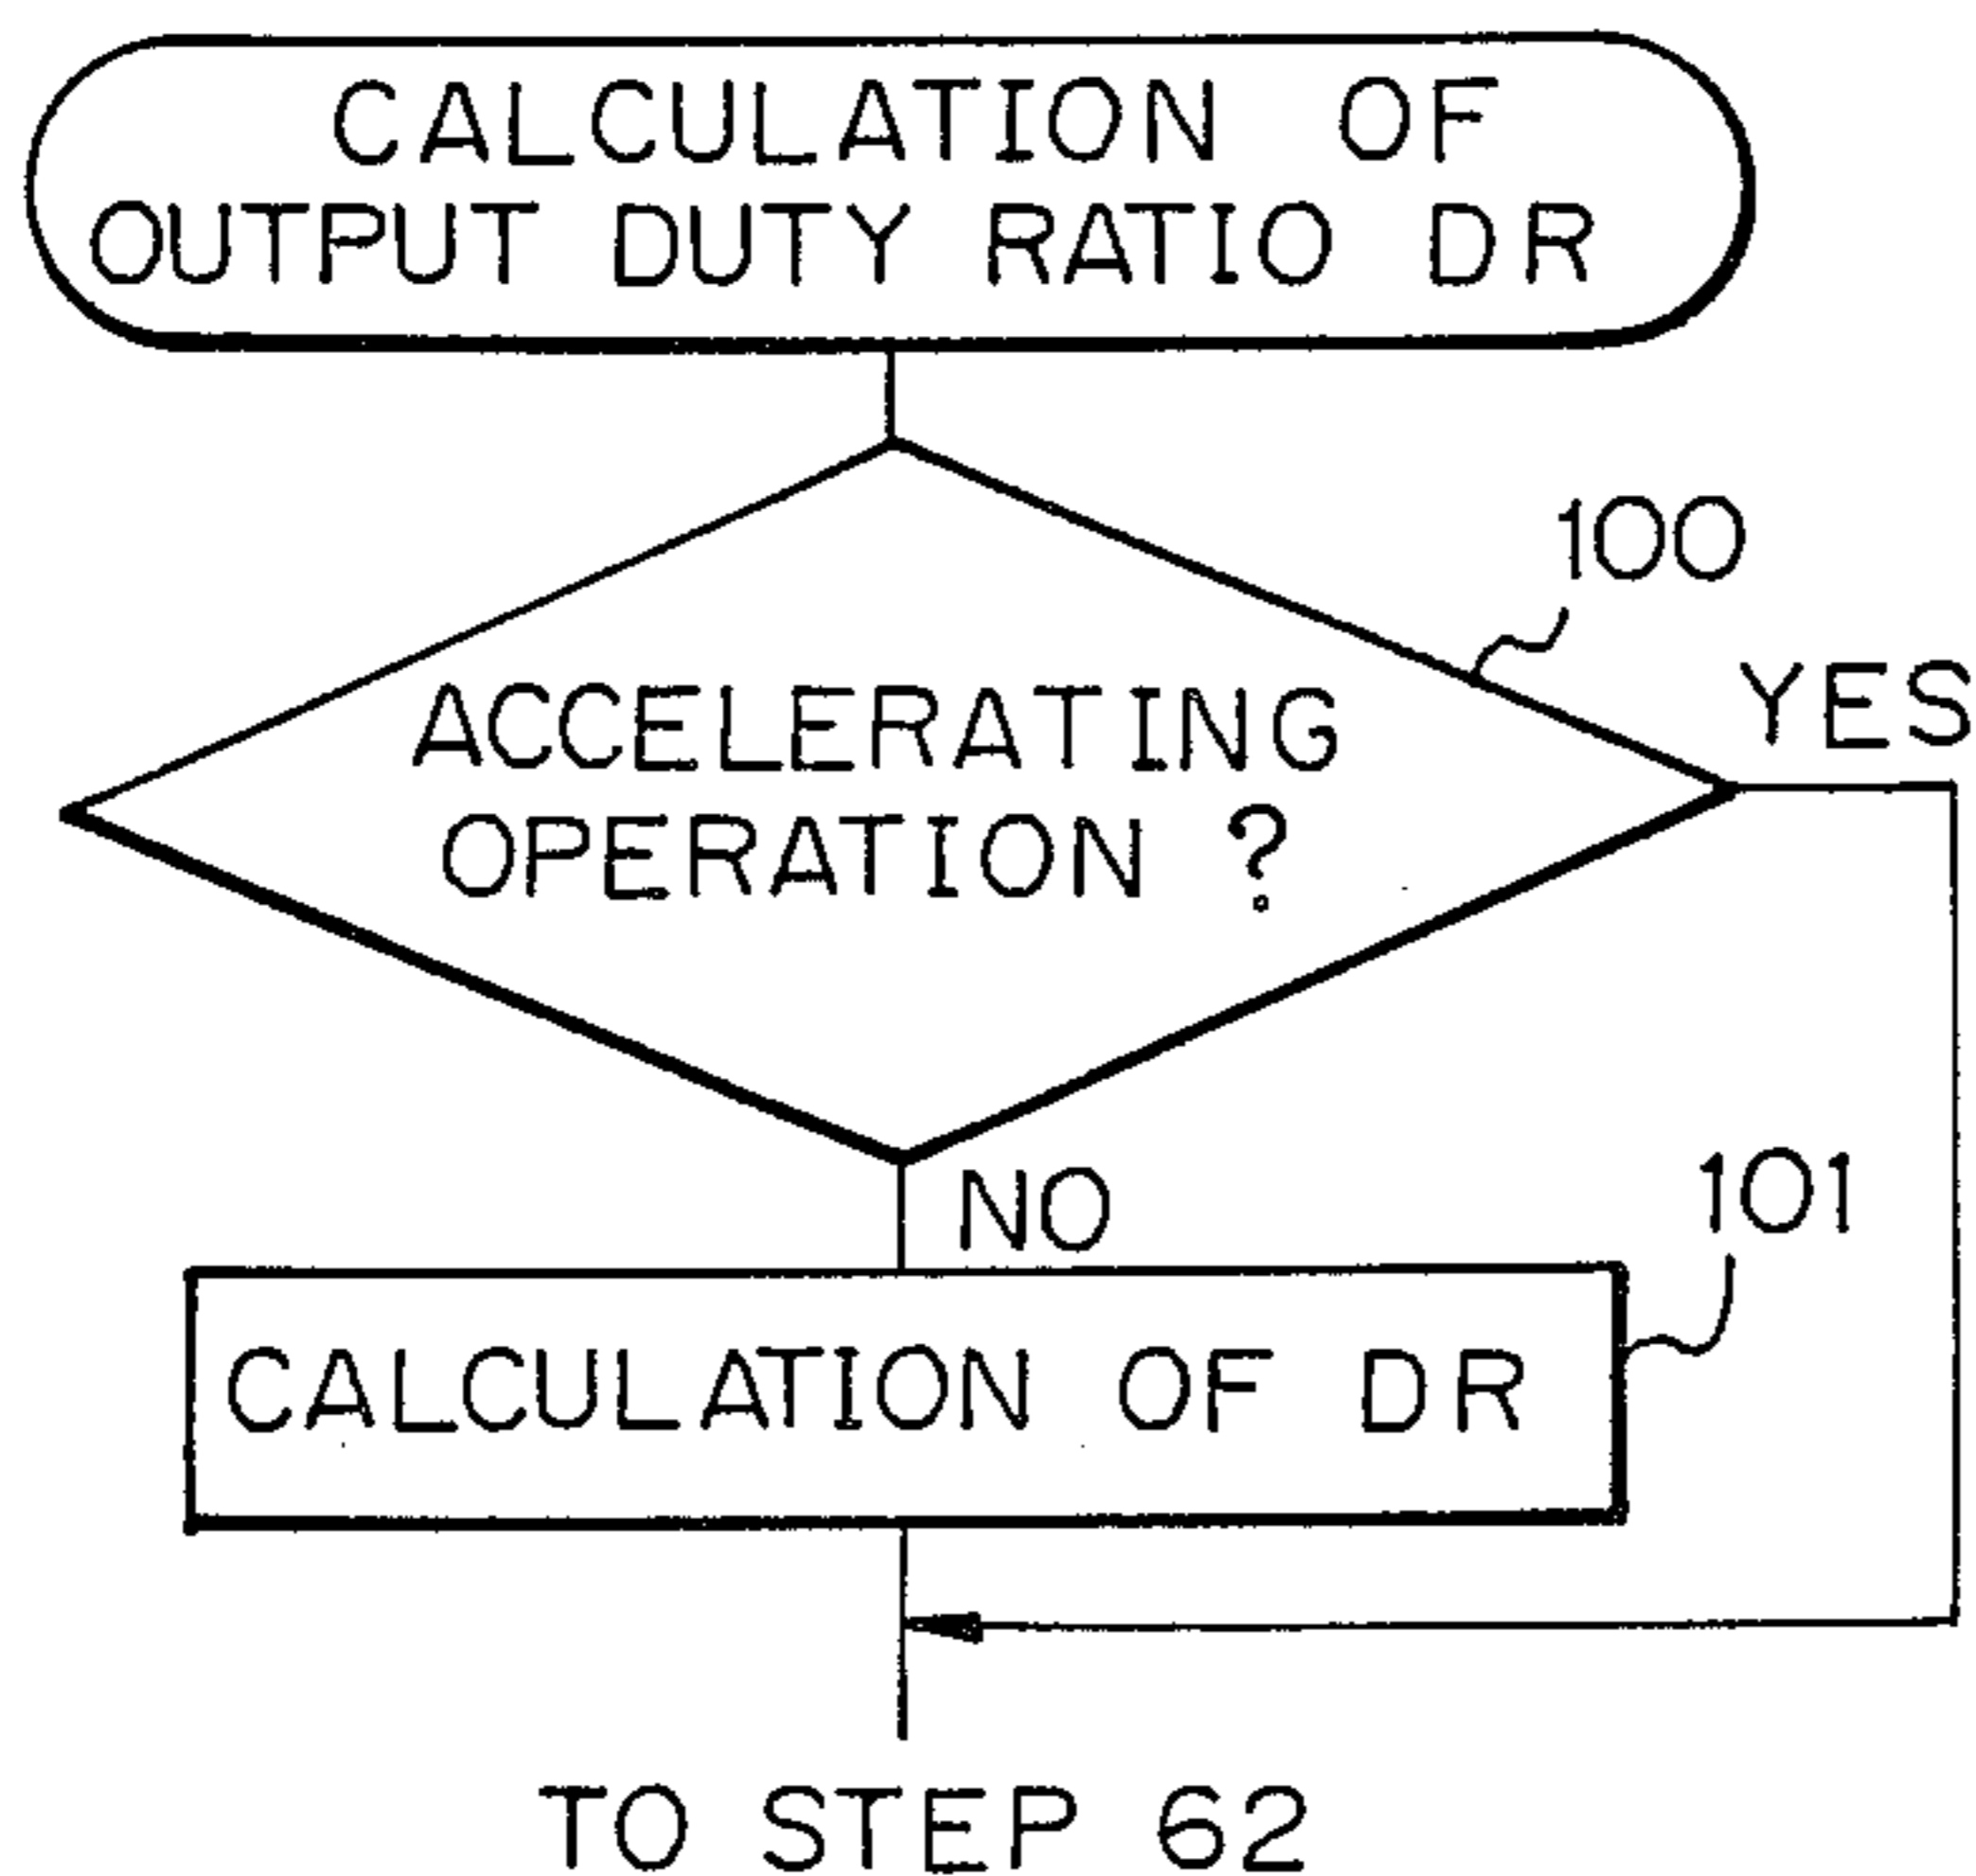 CALCULATION OF
OUTPUT DUTY RATIO DR
100
ACCELERATING
OPERATION ?
YES
NO
101
CALCULATION OF DR
TO STEP 62